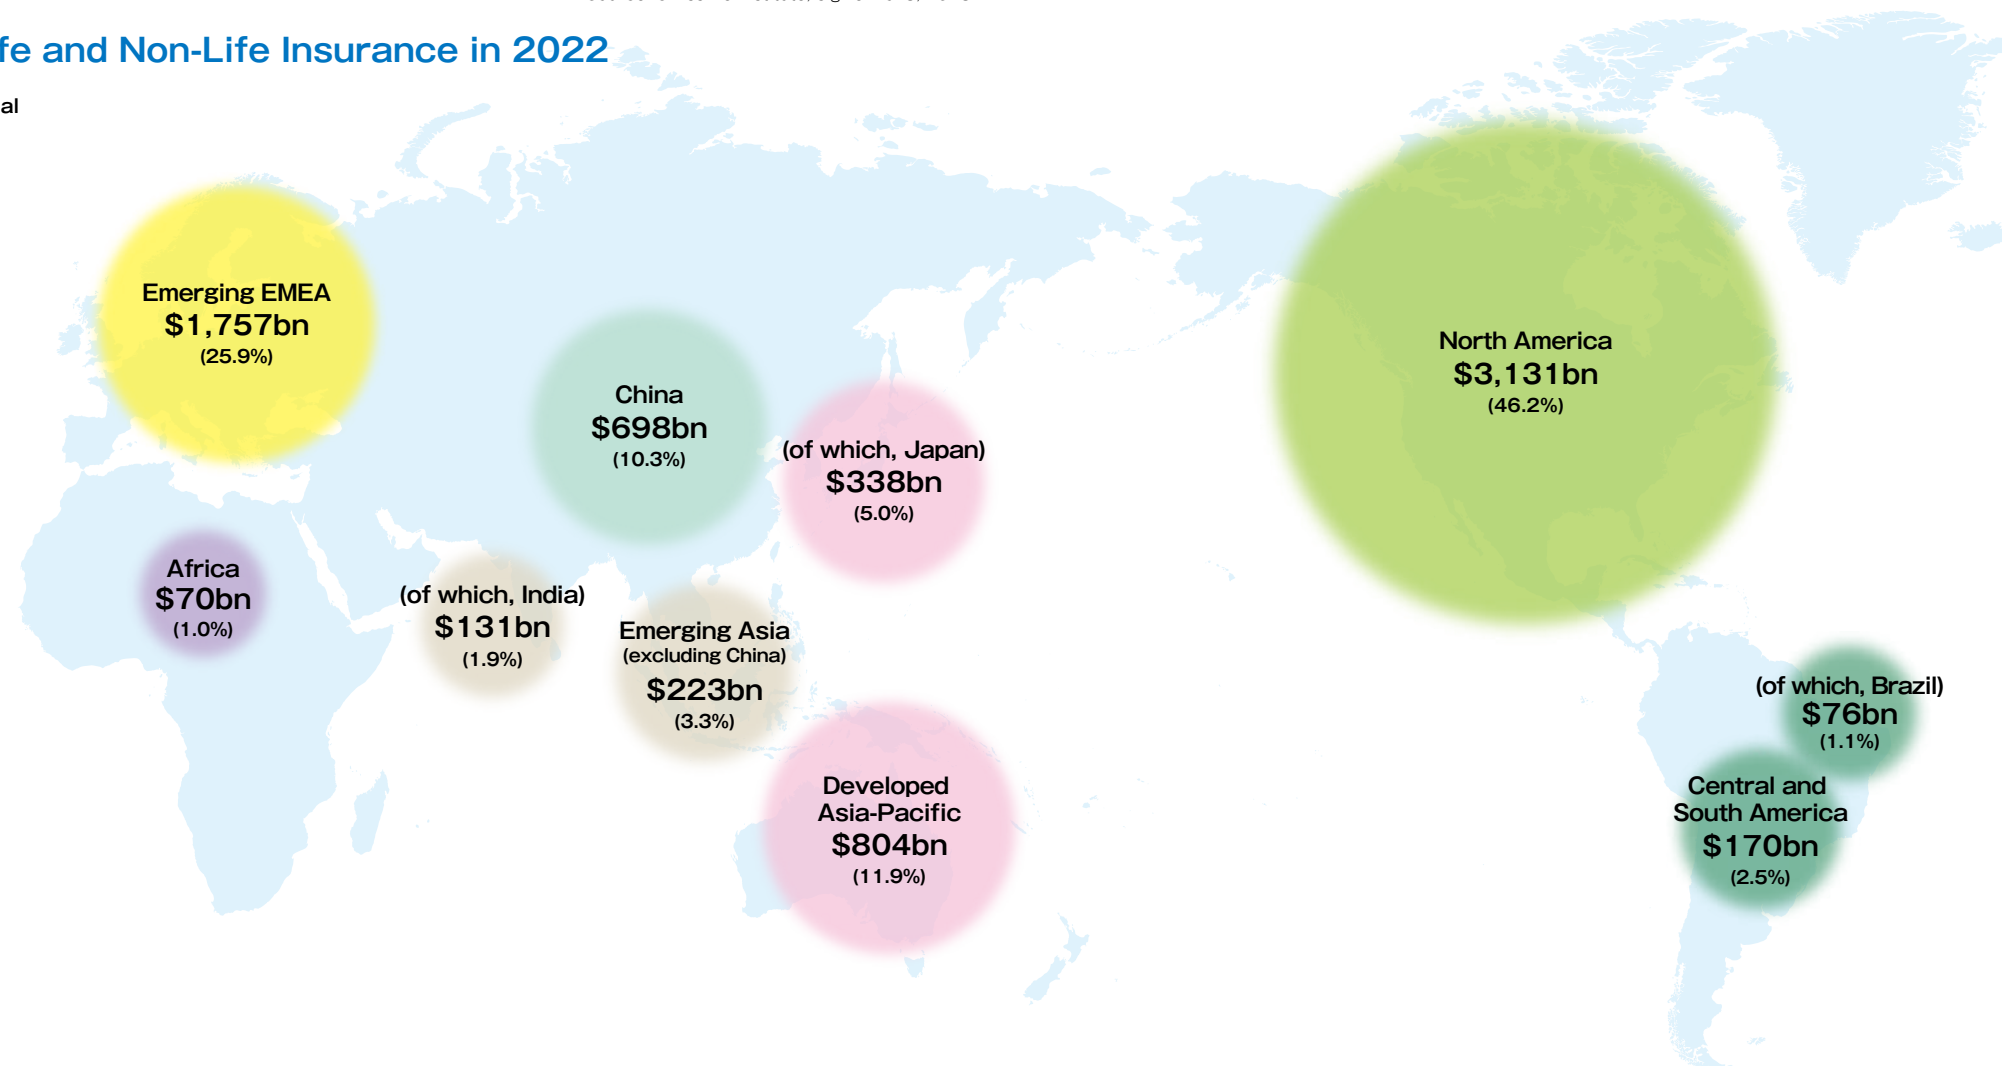 fe and Non-Life Insurance in 2022
al
Emerging EMEA
$1,757bn
(25.9%)
China
$698bn
(10.3%)
(of which, Japan)
$338bn
(5.0%)
North America
$3,131bn
(46.2%)
Africa
$70bn
(1.0%)
(of which, India)
$131bn
(1.9%)
Emerging Asia
(excluding China)
$223bn
(3.3%)
Developed
Asia-Pacific
$804bn
(11.9%)
(of which, Brazil)
$76bn
(1.1%)
Central and
South America
$170bn
(2.5%)